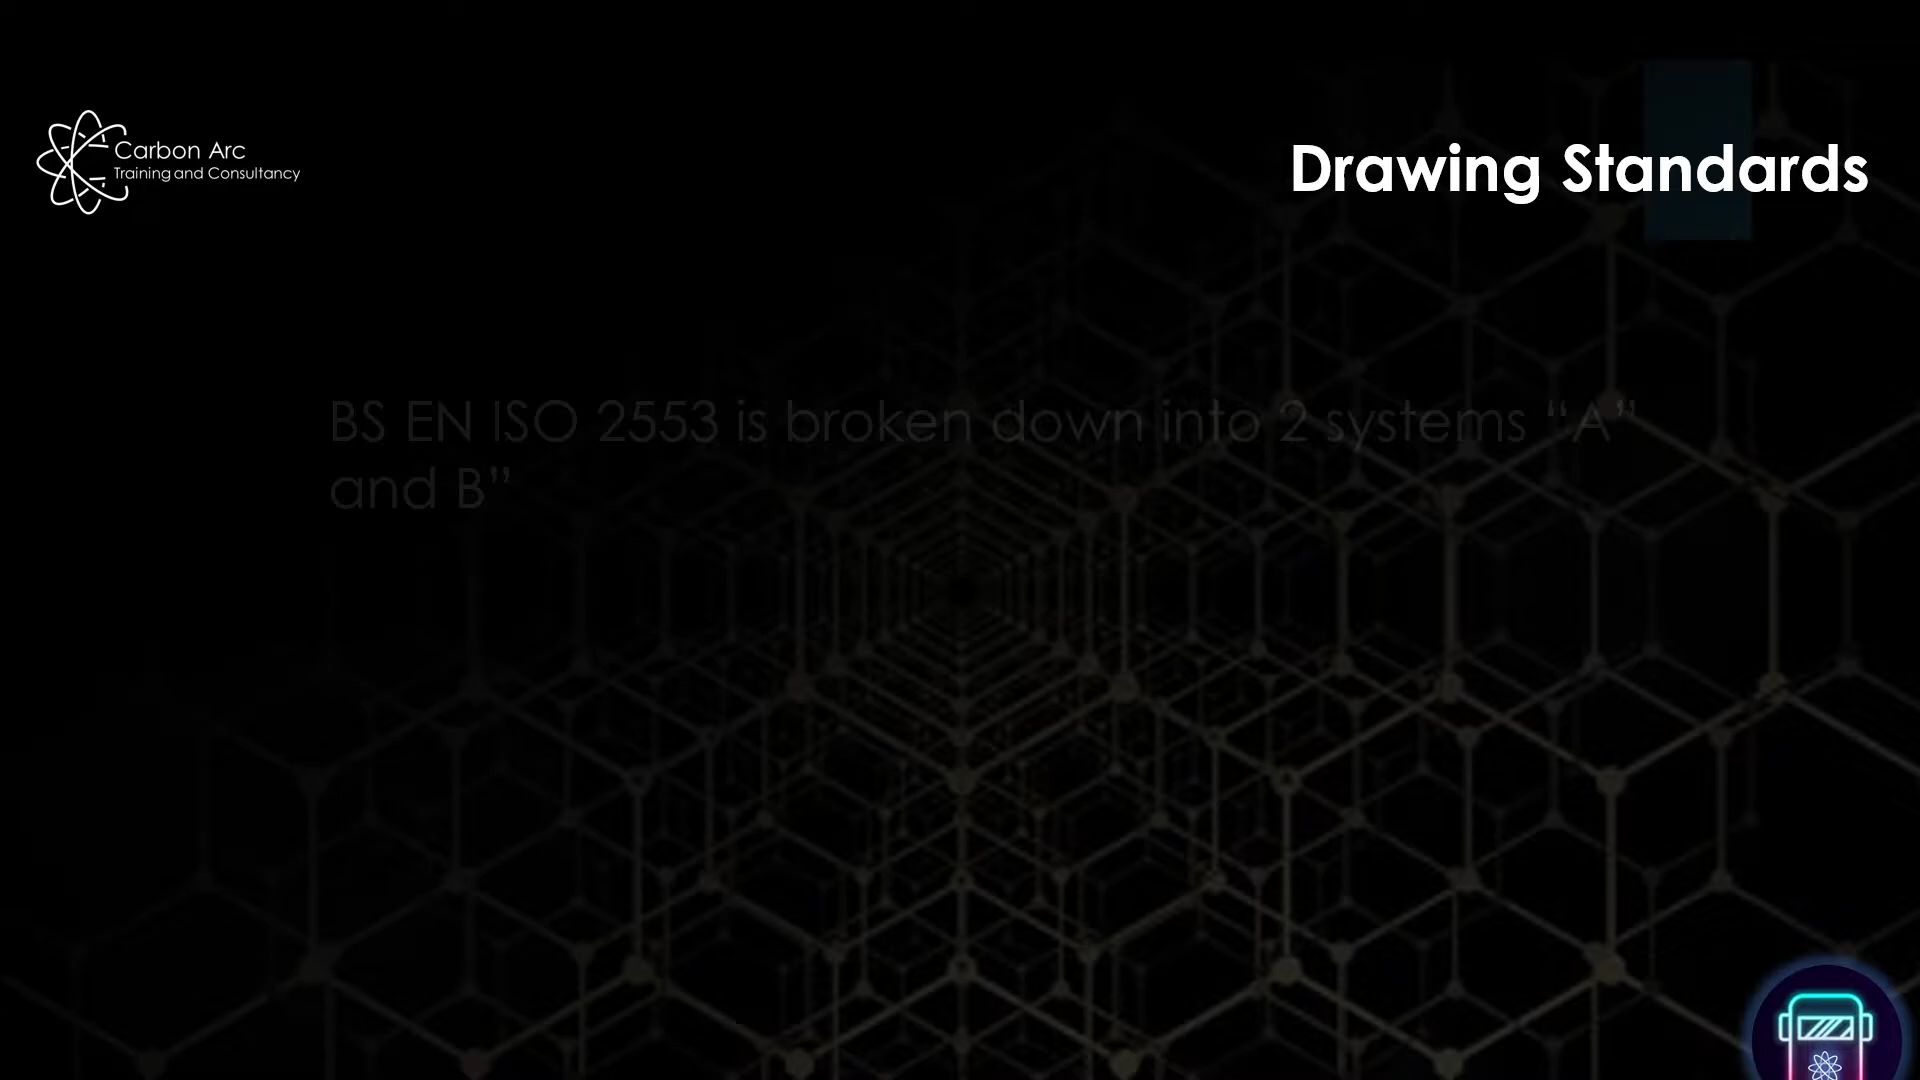 Carbon Arc
Training and Consultancy
Drawing Standards
BS EN ISO 2553 is broken down into 2 systems “A”
and B”